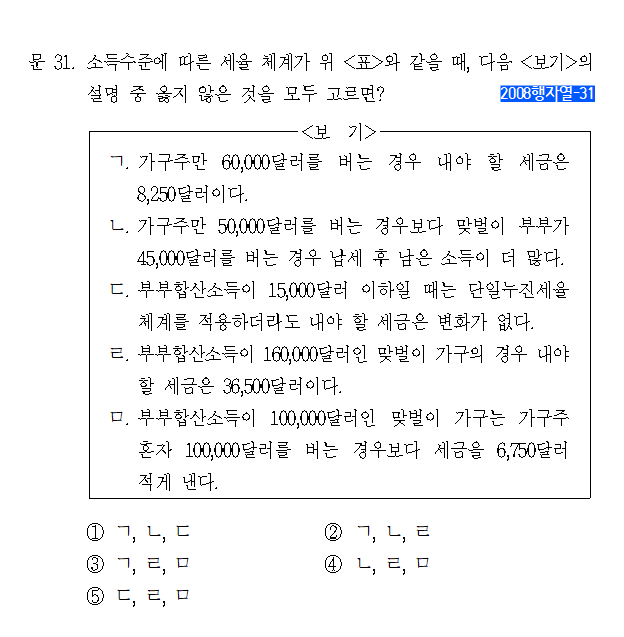 문 31. 소득수준에 따른 세율 체계가 위 <표>와 같을 때, 다음 <보기>의
설명 중 옳지 않은 것을 모두 고르면?
2008행자열-31
<보 기>
ㄱ. 가구주만 60,000달러를 버는 경우 내야 할 세금은
8,250달러이다.
ㄴ. 가구주만 50,000달러를 버는 경우보다 맞벌이 부부가
45,000달러를 버는 경우 납세 후 남은 소득이 더 많다.
ㄷ. 부부합산소득이 15,000달러 이하일 때는 단일누진세율
체계를 적용하더라도 내야 할 세금은 변화가 없다.
ㄹ. 부부합산소득이 160,000달러인 맞벌이 가구의 경우 내야
할 세금은 36,500달러이다.
ㅁ. 부부합산소득이 100,000달러인 맞벌이 가구는 가구주
혼자 100,000달러를 버는 경우보다 세금을 6,750달러
적게 낸다.
① ㄱ, ㄴ, ㄷ ② ㄱ, ㄴ, ㄹ
③ ㄱ, ㄹ, ㅁ ④ ㄴ, ㄹ, ㅁ
⑤ ㄷ, ㄹ, ㅁ